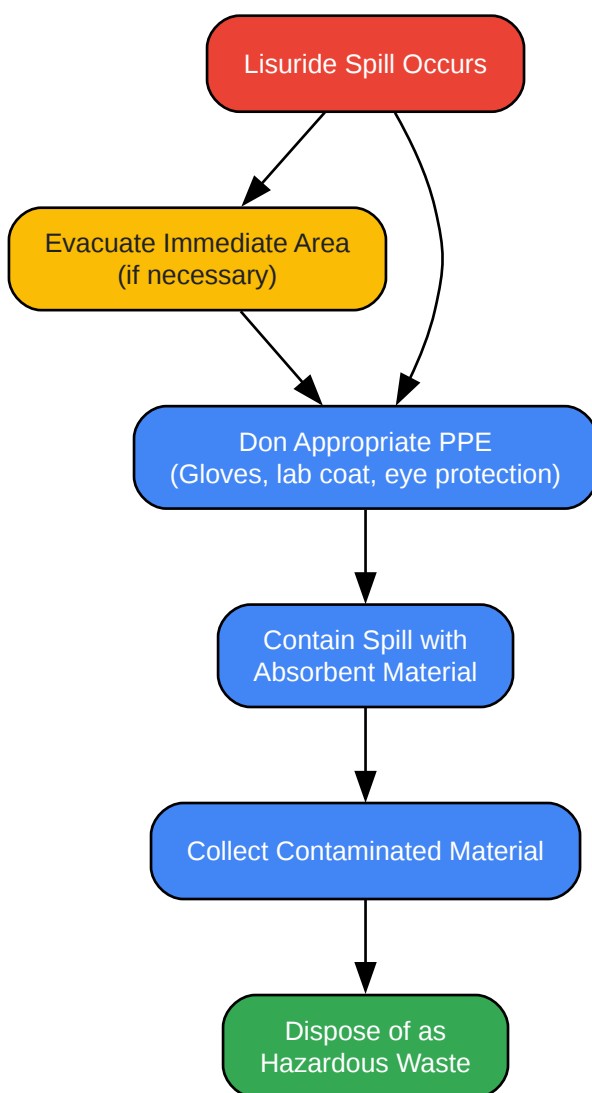 Lisuride Spill Occurs
Evacuate Immediate Area
(if necessary)
Don Appropriate PPE
(Gloves, lab coat, eye protection)
Contain Spill with
Absorbent Material
Collect Contaminated Material
Dispose of as
Hazardous Waste